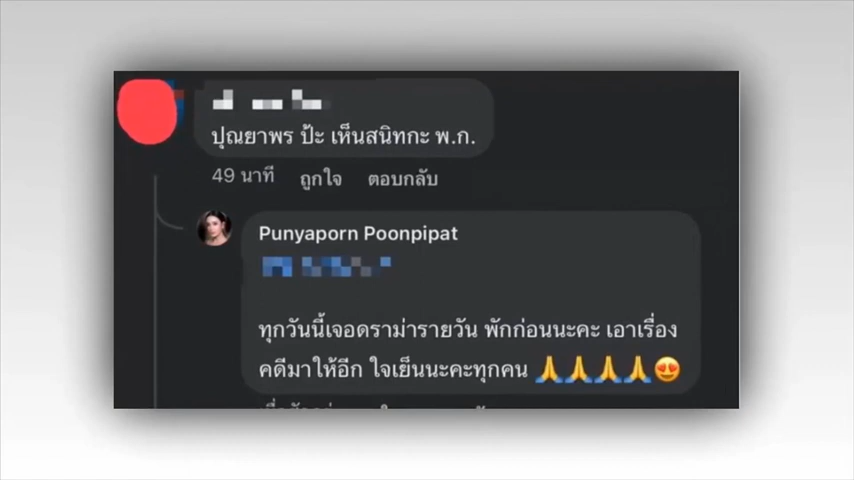 ปุณยาพร ป้ะ เห็นสนิทกะ พ.ก.
49 นาที ถูกใจ ตอบกลับ
Punyaporn Poonpipat
ทุกวันนี้เจอดราม่ารายวัน พักก่อนนะคะ เอาเรื่อง
คดีมาให้อีก ใจเย็นนะคะทุกคน 🙏🙏🙏🙏😍